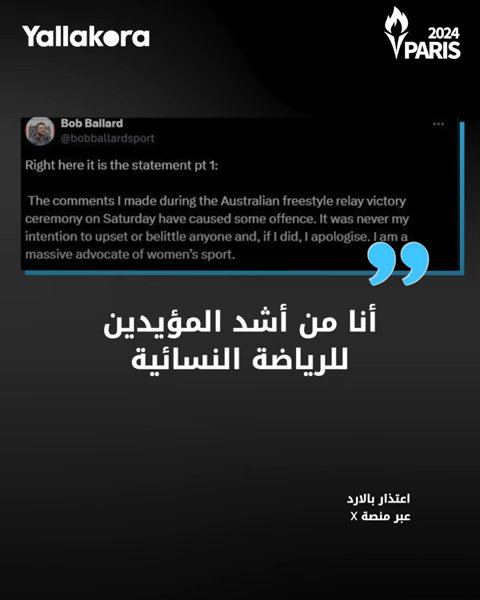 Yallakora
2024
PARIS
Bob Ballard
@bobballardsport
Right here it is the statement pt 1:
The comments I made during the Australian freestyle relay victory
ceremony on Saturday have caused some offence. It was never my
intention to upset or belittle anyone and, if I did, I apologise. I am a
massive advocate of women's sport.
أنا من أشد المؤيدين
للرياضة النسائية
اعتذار بالارد
عبر منصة X